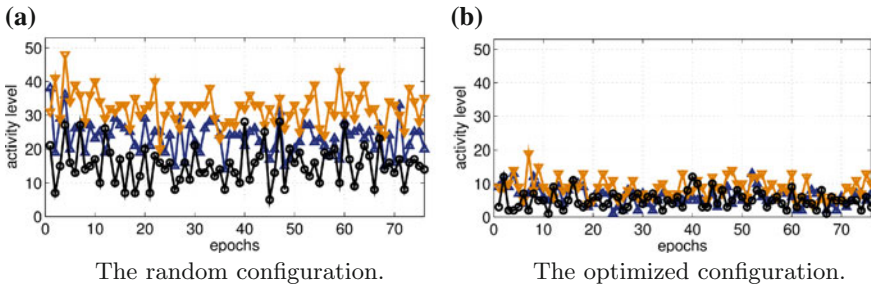 (a)
50
40
30
20
10
0
activity level
0 10 20 30 40 50 60 70
epochs
The random configuration.
(b)
50
40
30
20
10
0
activity level
0 10 20 30 40 50 60 70
epochs
The optimized configuration.